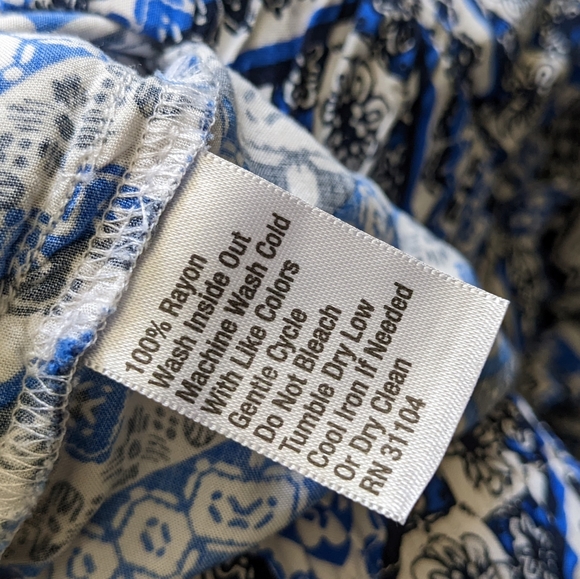 100% Rayon
Wash Inside Out
Machine Wash Cold
With Like Colors
Gentle Cycle
Do Not Bleach
Tumble Dry Low
Cool Iron If Needed
Or Dry Clean
RN 31104